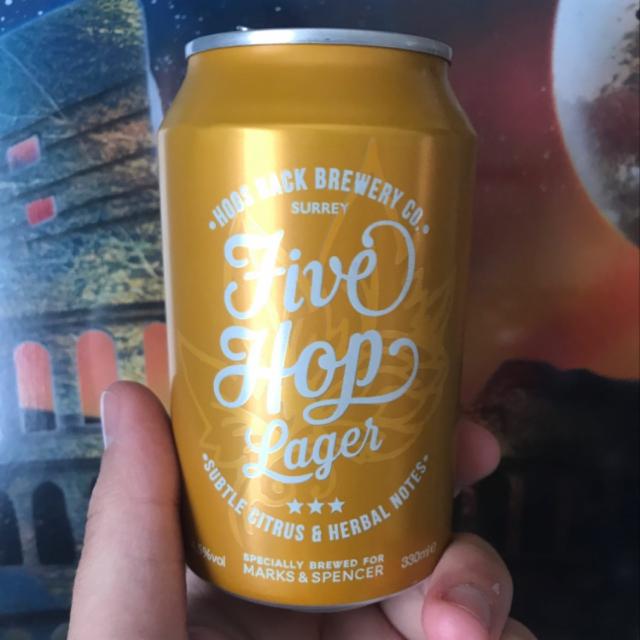 HOGS BACK BREWERY CO.
SURREY
Five
Hop
Lager
SUBTLE CITRUS & HERBAL NOTES
SPECIALLY BREWED FOR
MARKS & SPENCER
330ml e